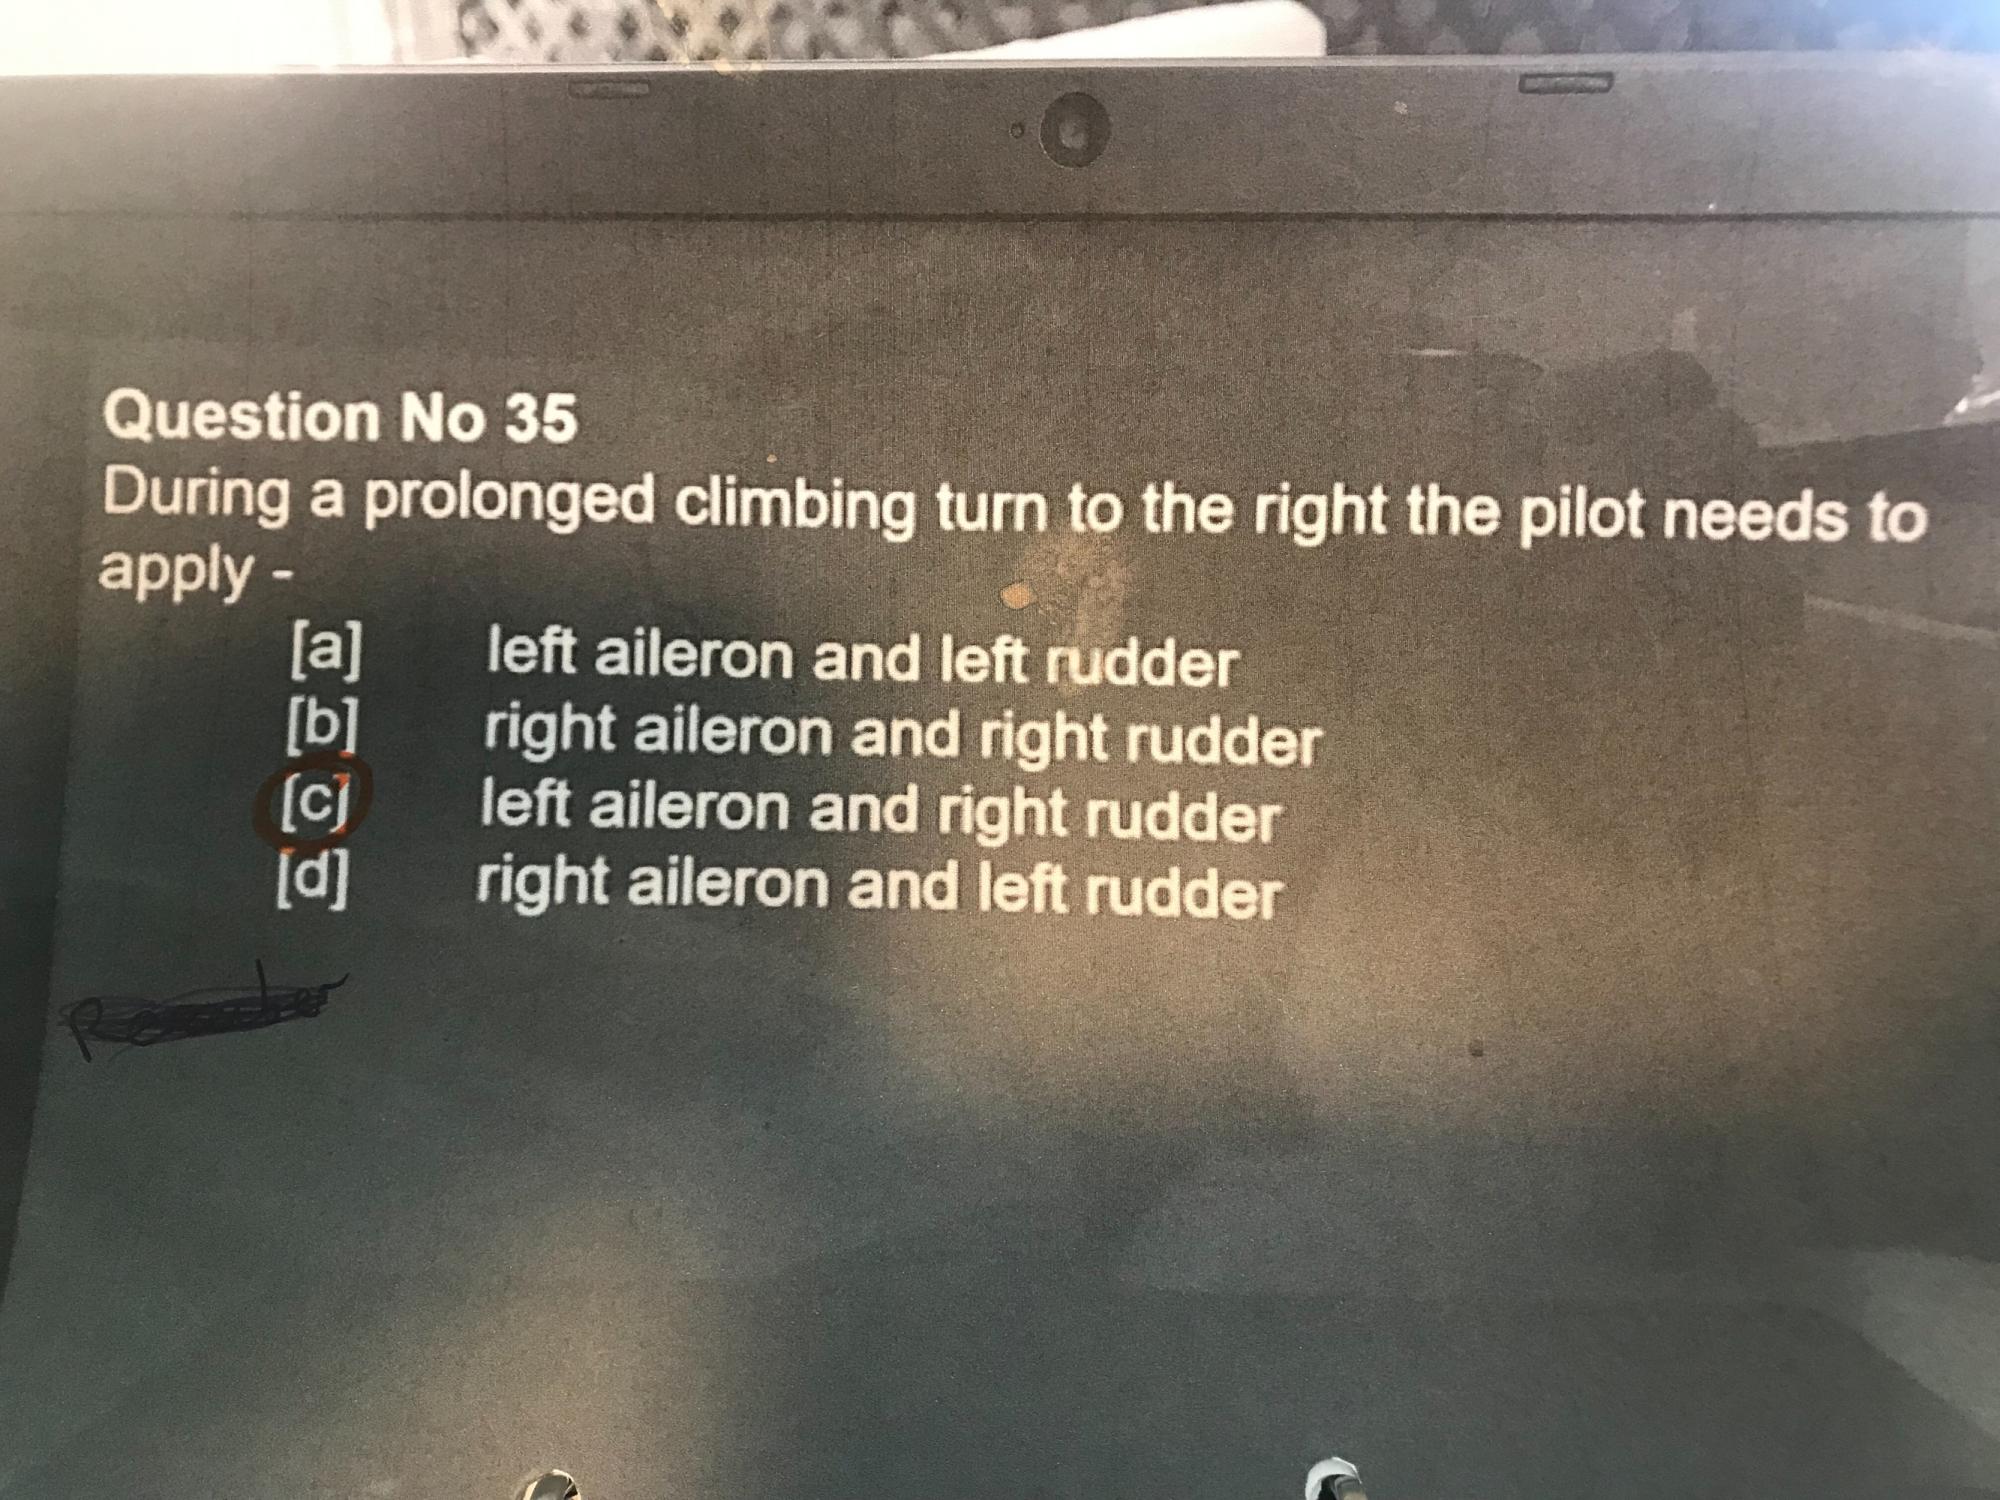 Question No 35
During a prolonged climbing turn to the right the pilot needs to
apply -
[a] left aileron and left rudder
[b] right aileron and right rudder
[c] left aileron and right rudder
[d] right aileron and left rudder